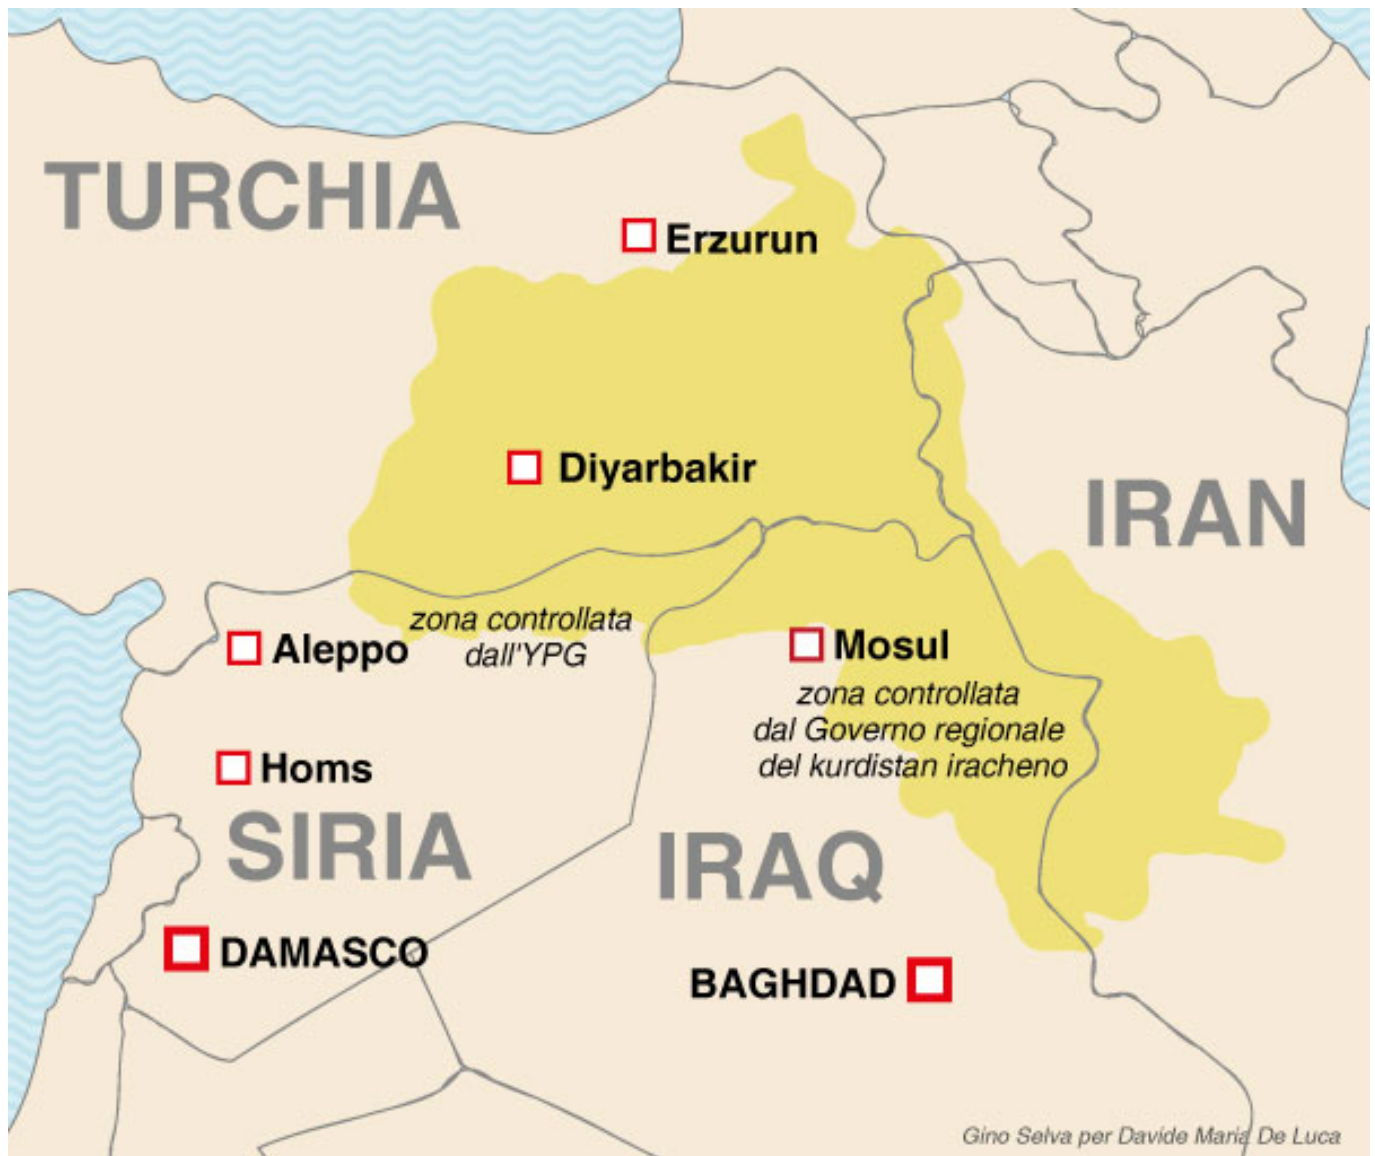 TURCHIA
Erzurun
Diyarbakir
IRAN
zona controllata
dall'YPG
Aleppo
Mosul
zona controllata
dal Governo regionale
del kurdistan iracheno
Homs
SIRIA
IRAQ
DAMASCO
BAGHDAD
Gino Selva per Davide Maria De Luca